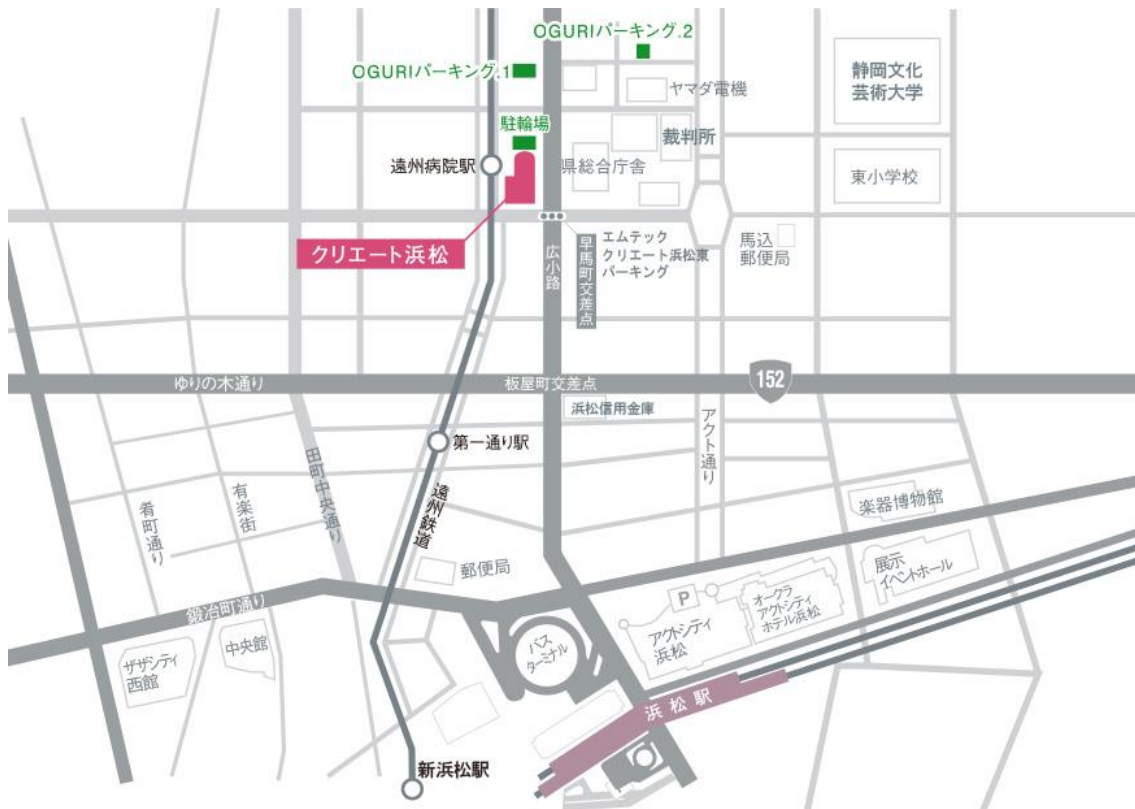 OGURIパーキング.2
OGURIパーキング.1
ヤマダ電機
静岡文化
芸術大学
駐輪場
裁判所
遠州病院駅
県総合庁舎
東小学校
クリエート浜松
広小路
早馬町交差点
エムテック
クリエート浜松東
パーキング
馬込
郵便局
ゆりの木通り
板屋町交差点
152
浜松信用金庫
アクト通り
第一通り駅
田町中央通り
有楽街
肴町通り
遠州鉄道
楽器博物館
郵便局
展示
イベントホール
鍛冶町通り
P
オークラ
アクトシティ
ホテル浜松
アクトシティ
浜松
バス
ターミナル
ザザシティ
西館
中央館
浜松駅
新浜松駅